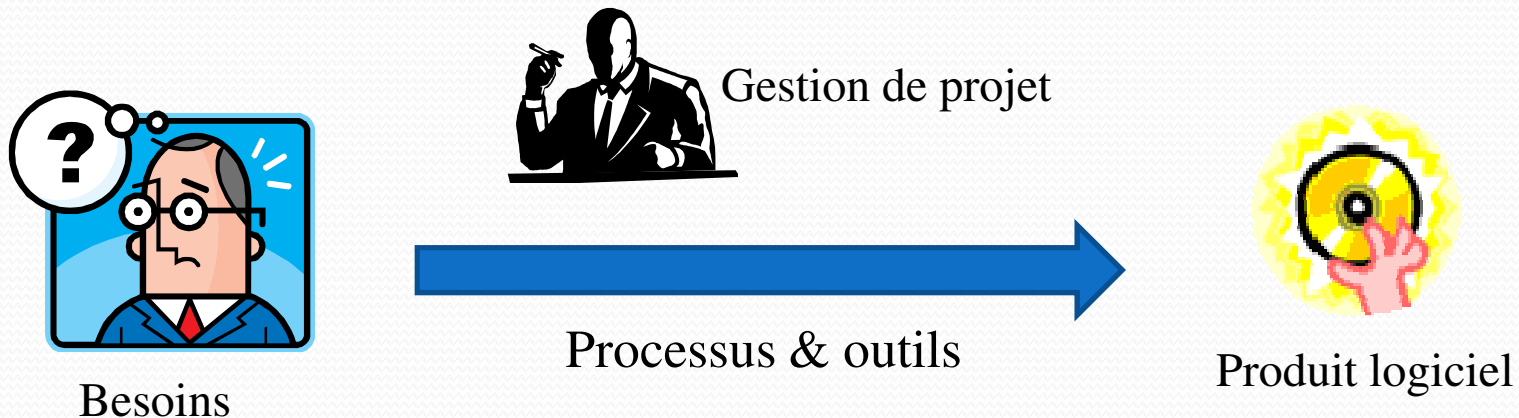 Gestion de projet
?
Processus & outils
Produit logiciel
Besoins